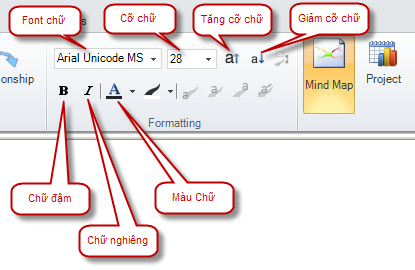 Font chữ
Cỡ chữ
Tăng cỡ chữ
Giảm cỡ chữ
onship
Arial Unicode MS
28
a
a
B
I
A
Mind Map
Project
Formatting
Chữ đậm
Màu Chữ
Chữ nghiêng